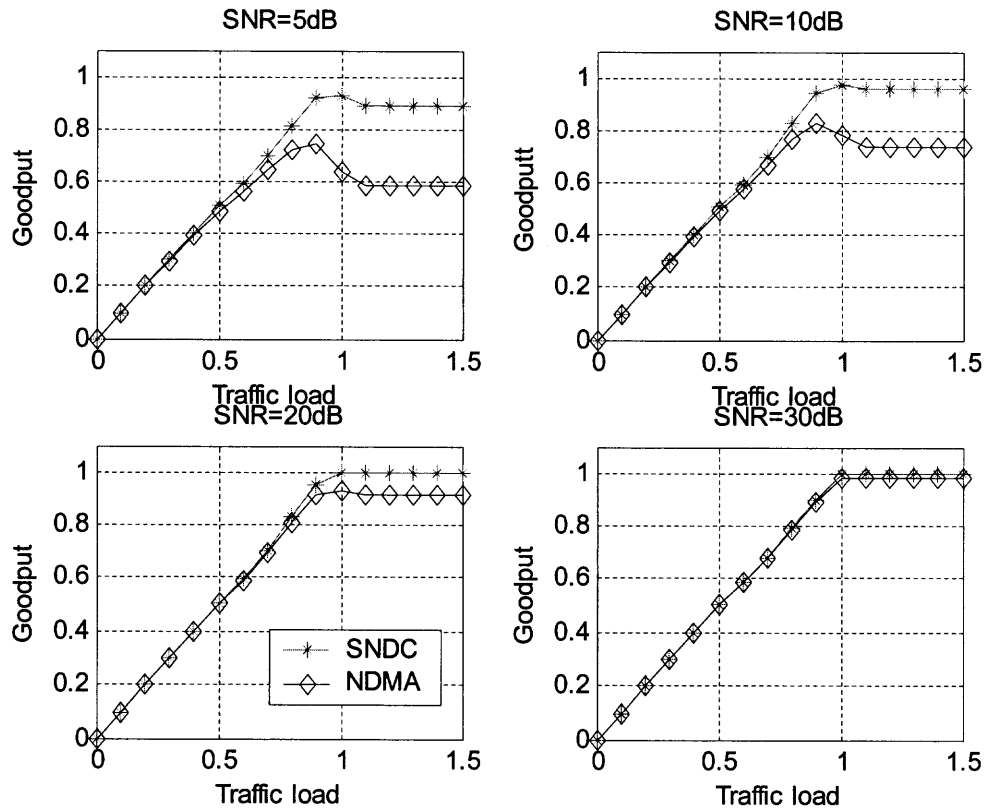 SNR=5dB
1
0.8
0.6
0.4
0.2
0
Goodput
0 0.5 1 1.5
Traffic load
SNR=10dB
1
0.8
0.6
0.4
0.2
0
Goodputt
0 0.5 1 1.5
Traffic load
SNR=20dB
1
0.8
0.6
0.4
0.2
0
Goodput
SNDC
NDMA
0 0.5 1 1.5
Traffic load
SNR=30dB
1
0.8
0.6
0.4
0.2
0
Goodput
0 0.5 1 1.5
Traffic load